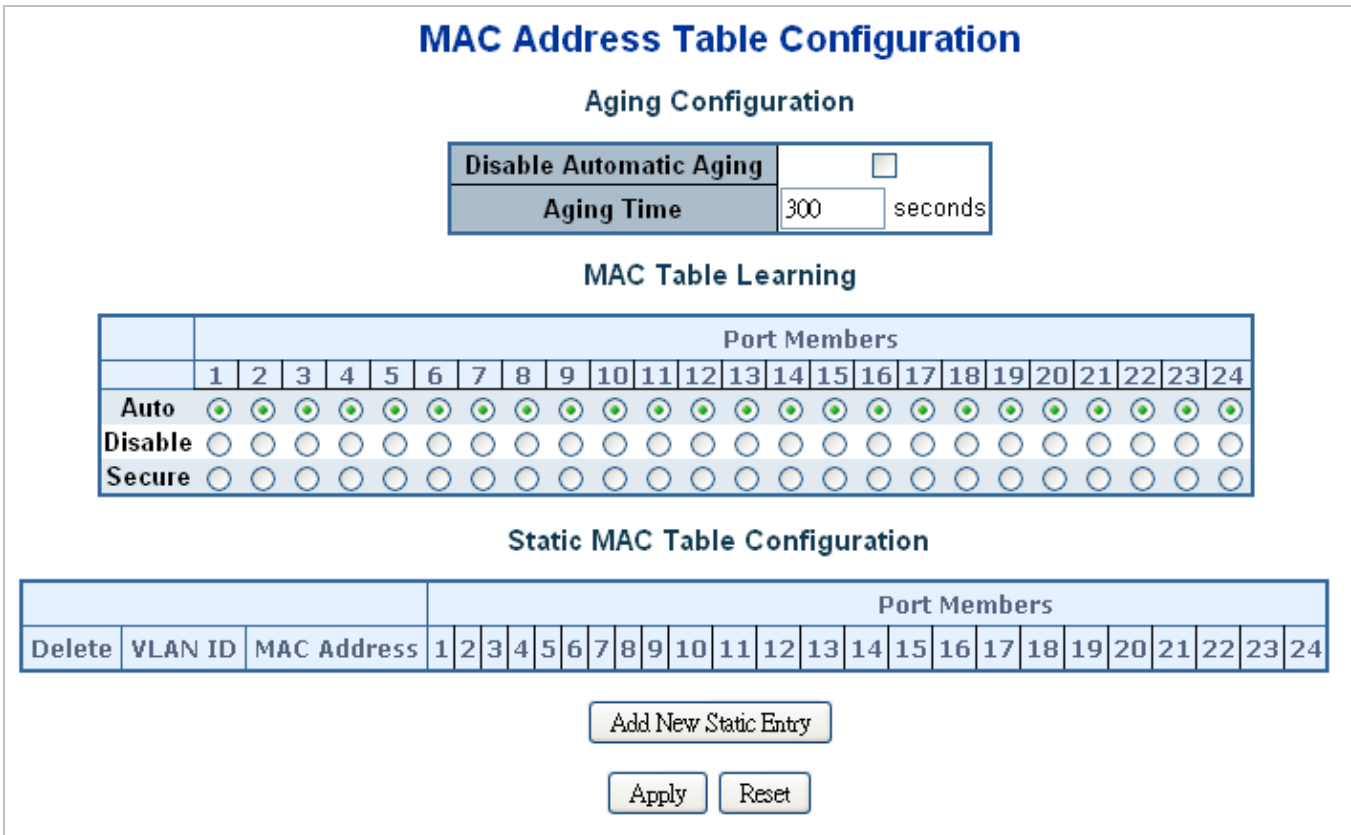 MAC Address Table Configuration
Aging Configuration
Disable Automatic Aging
Aging Time 300 seconds
MAC Table Learning
Port Members
1 2 3 4 5 6 7 8 9 10 11 12 13 14 15 16 17 18 19 20 21 22 23 24
Auto
Disable
Secure
Static MAC Table Configuration
Port Members
Delete VLAN ID MAC Address 1 2 3 4 5 6 7 8 9 10 11 12 13 14 15 16 17 18 19 20 21 22 23 24
Add New Static Entry
Apply Reset